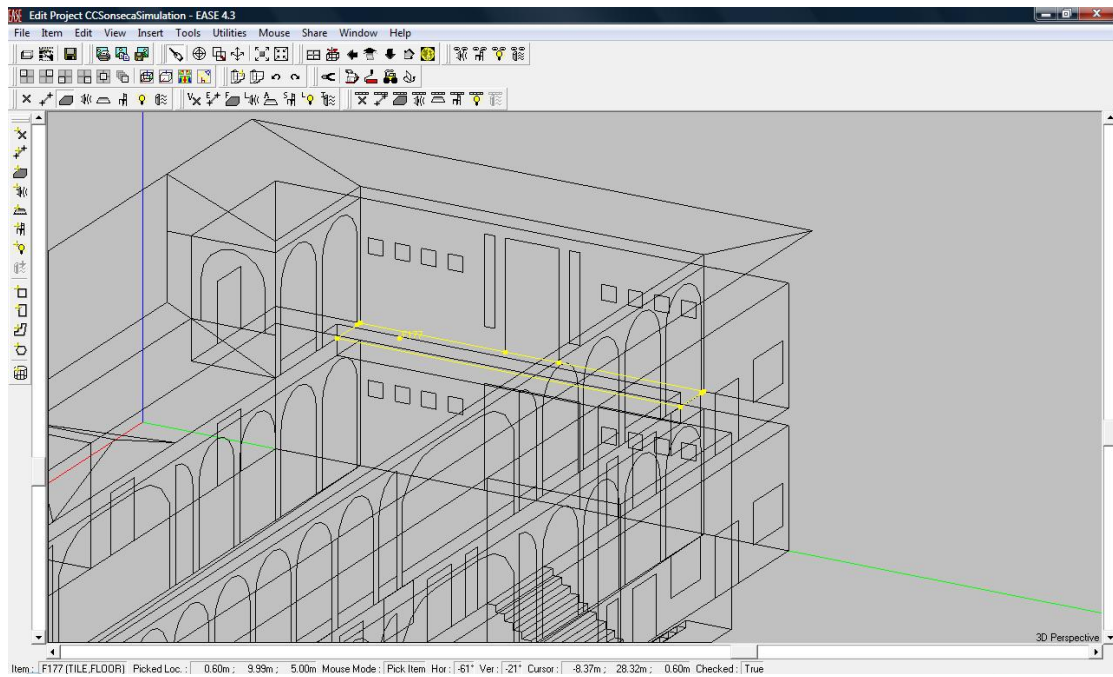 EASE Edit Project CCSonsecaSimulation - EASE 4.3
File Item Edit View Insert Tools Utilities Mouse Share Window Help
F177
3D Perspective
Item: F177 (TILE,FLOOR) Picked Loc.: 0.60m; 9.99m; 5.00m Mouse Mode: Pick Item Hor: -61° Ver: -21° Cursor: -8.37m; 28.32m; 0.60m Checked: True